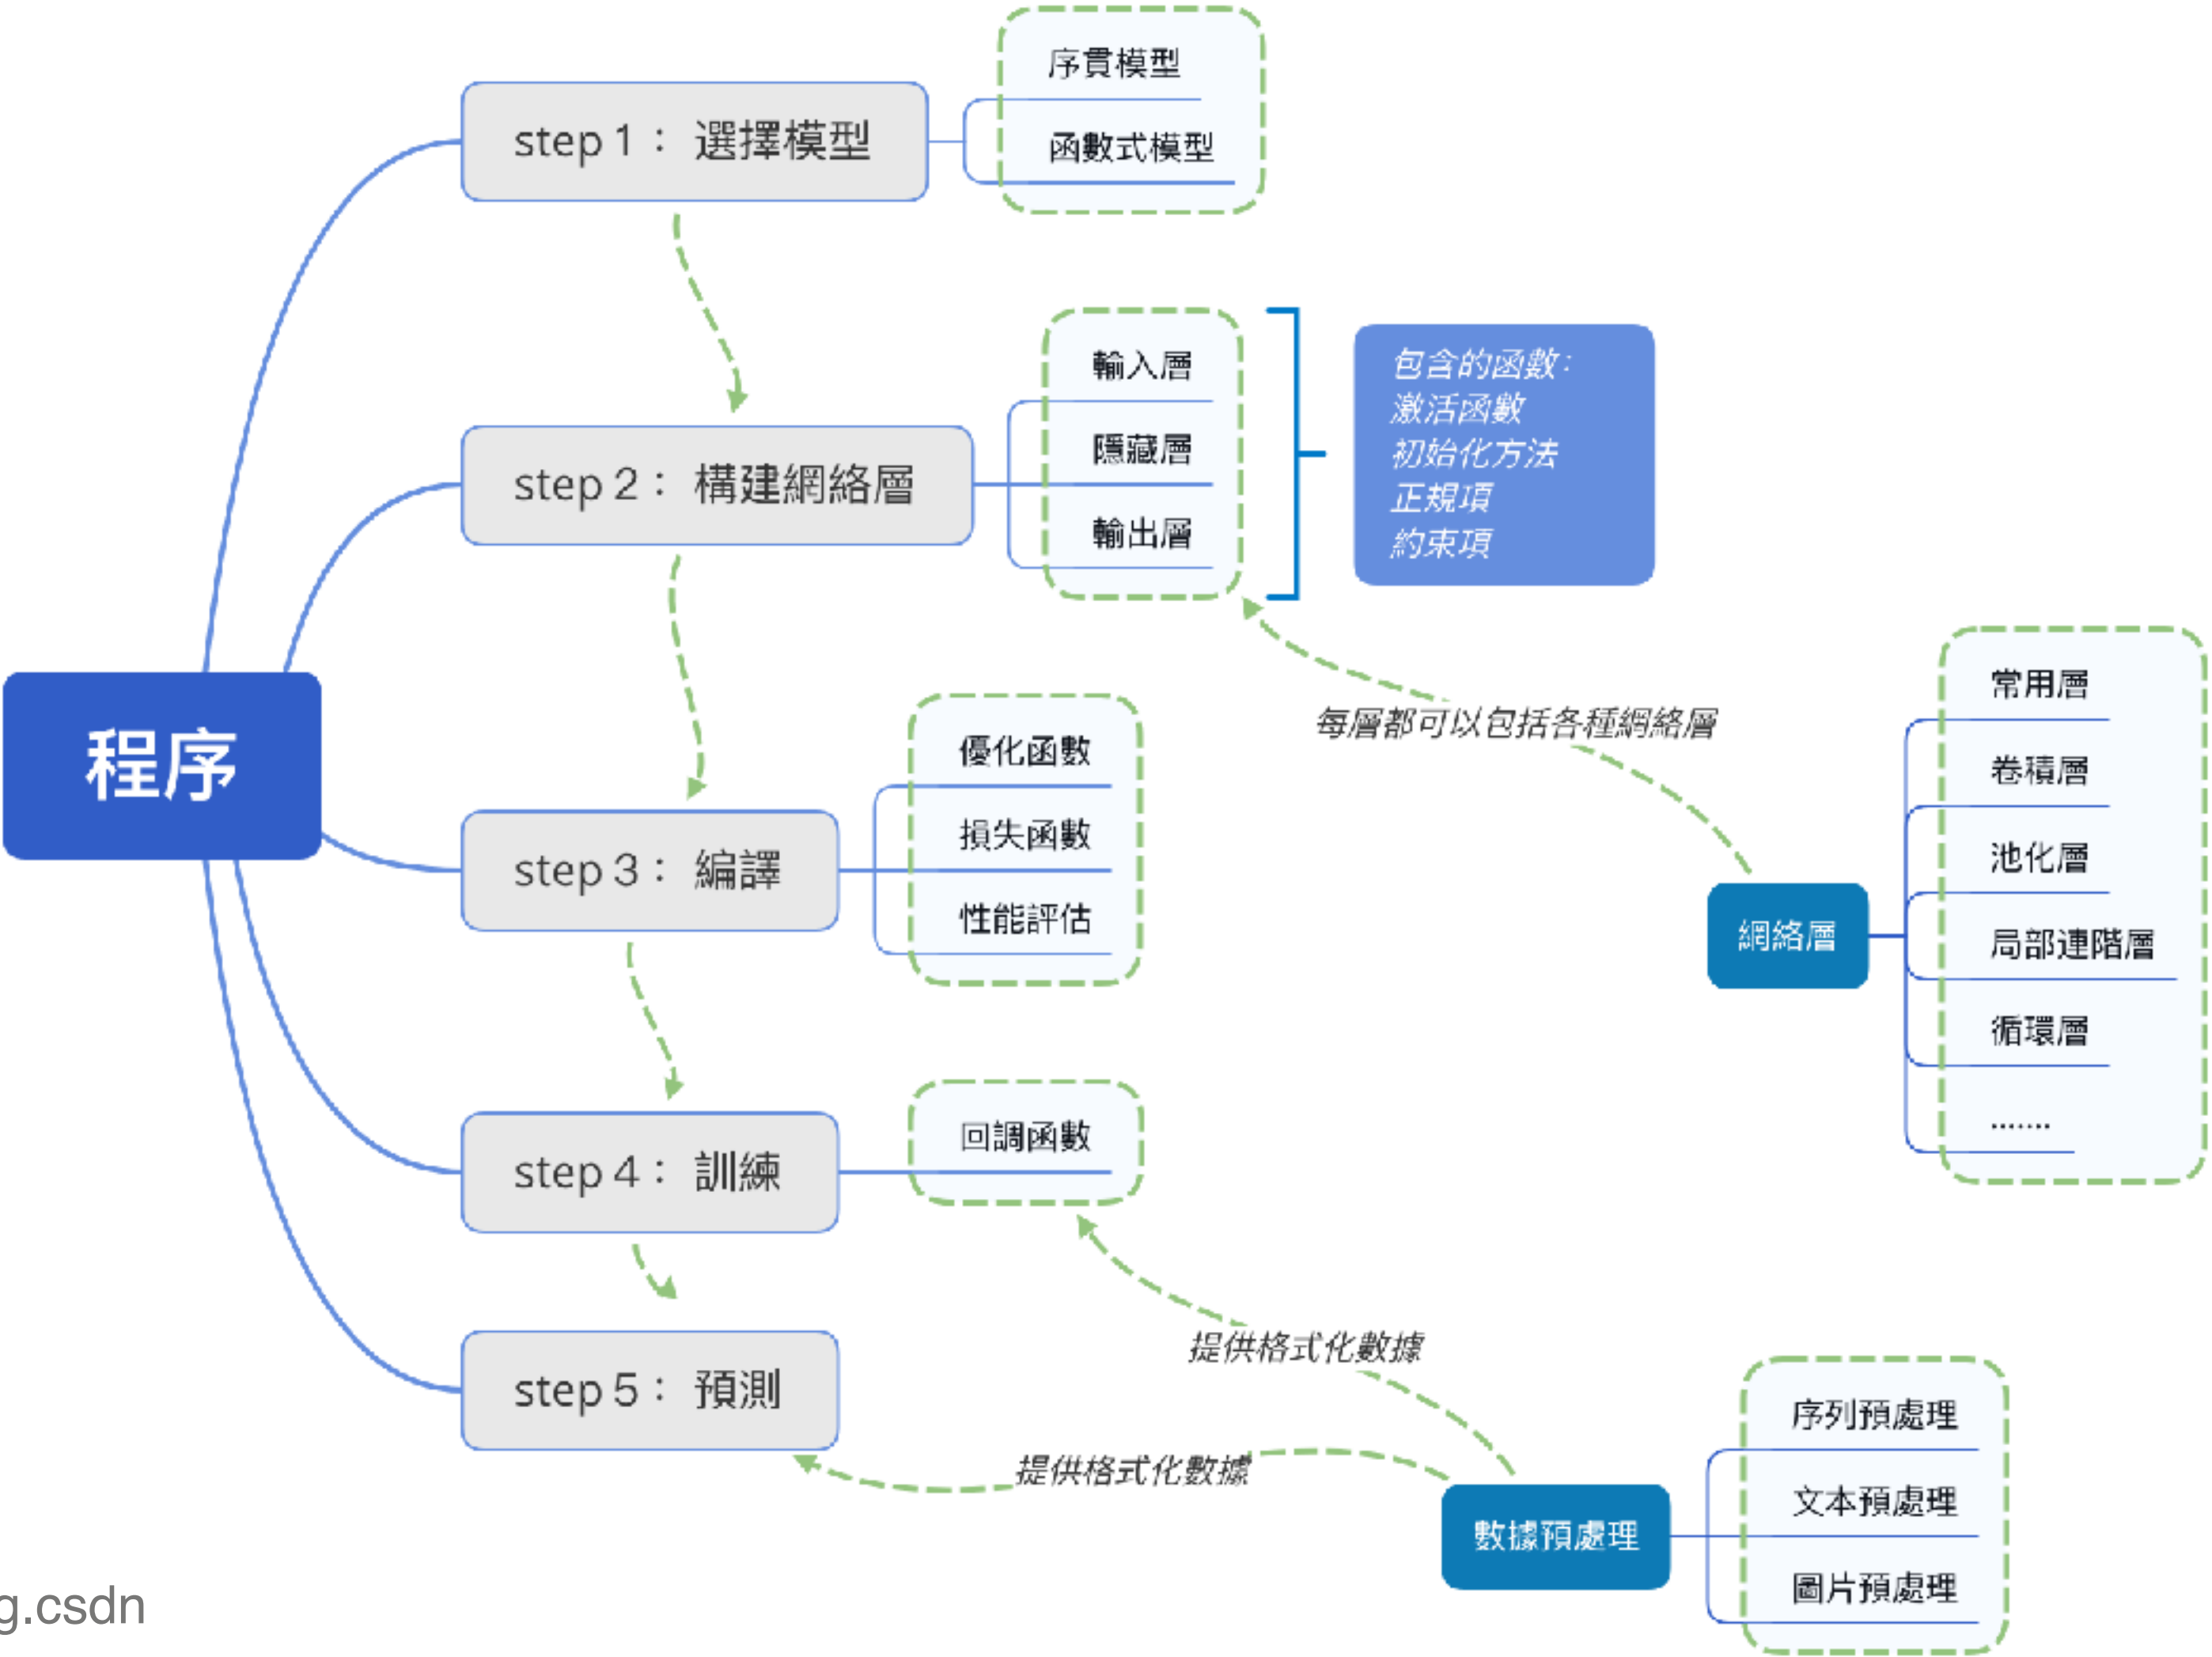 序貫模型
step 1： 選擇模型
函數式模型
輸入層
隱藏層
輸出層
step 2： 構建網絡層
包含的函數：
激活函數
初始化方法
正規項
約束項
每層都可以包括各種網絡層
程序
優化函數
損失函數
性能評估
step 3： 編譯
常用層
卷積層
池化層
局部連階層
循環層
.......
網絡層
step 4： 訓練
回調函數
提供格式化數據
step 5： 預測
提供格式化數據
數據預處理
序列預處理
文本預處理
圖片預處理
g.csdn